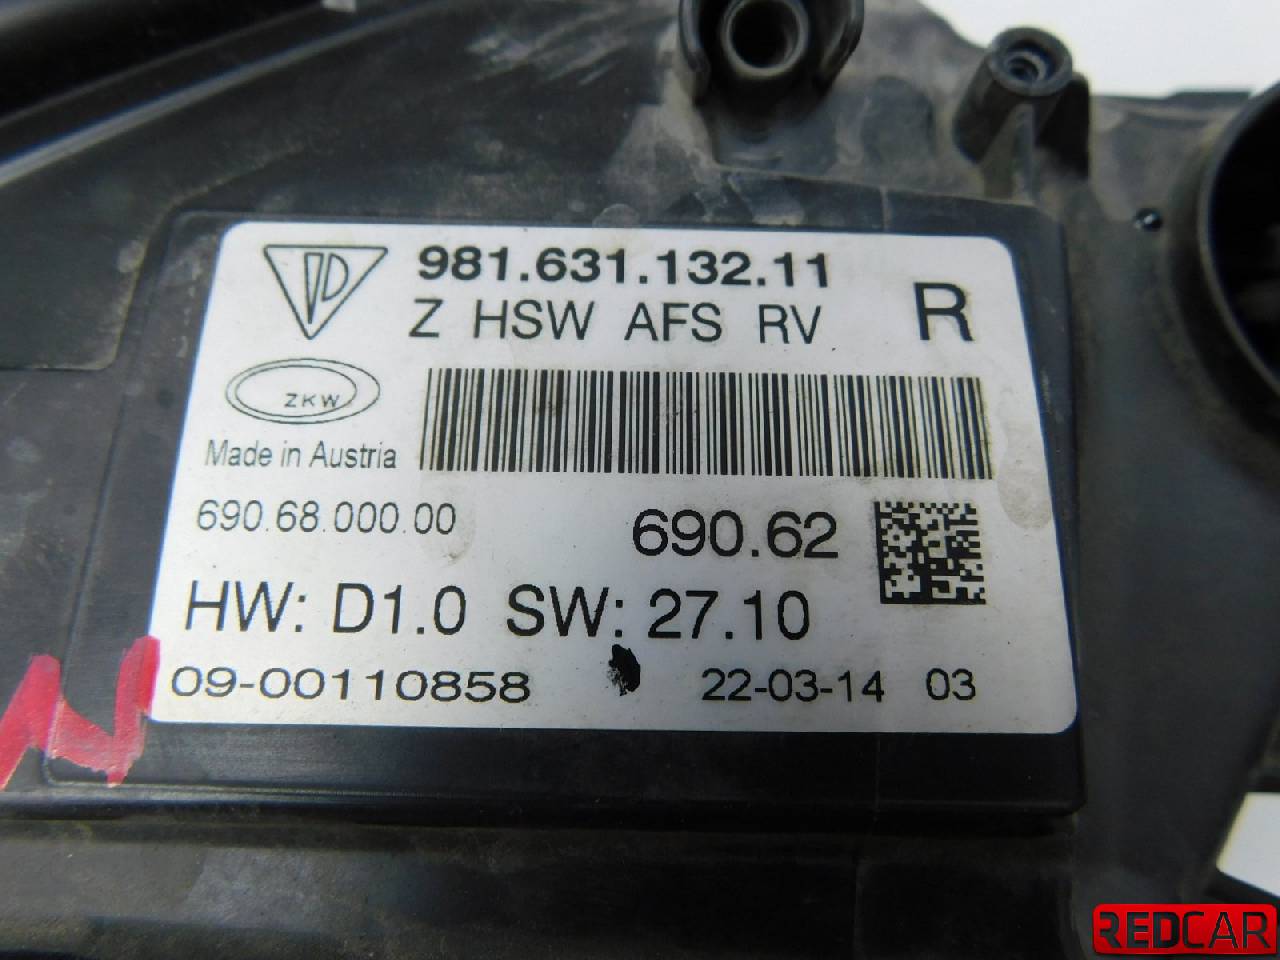 981.631.132.11
Z HSW AFS RV
R
ZKW
Made in Austria
690.68.000.00
690.62
HW: D1.0 SW: 27.10
09-00110858
22-03-14 03
REDCAR